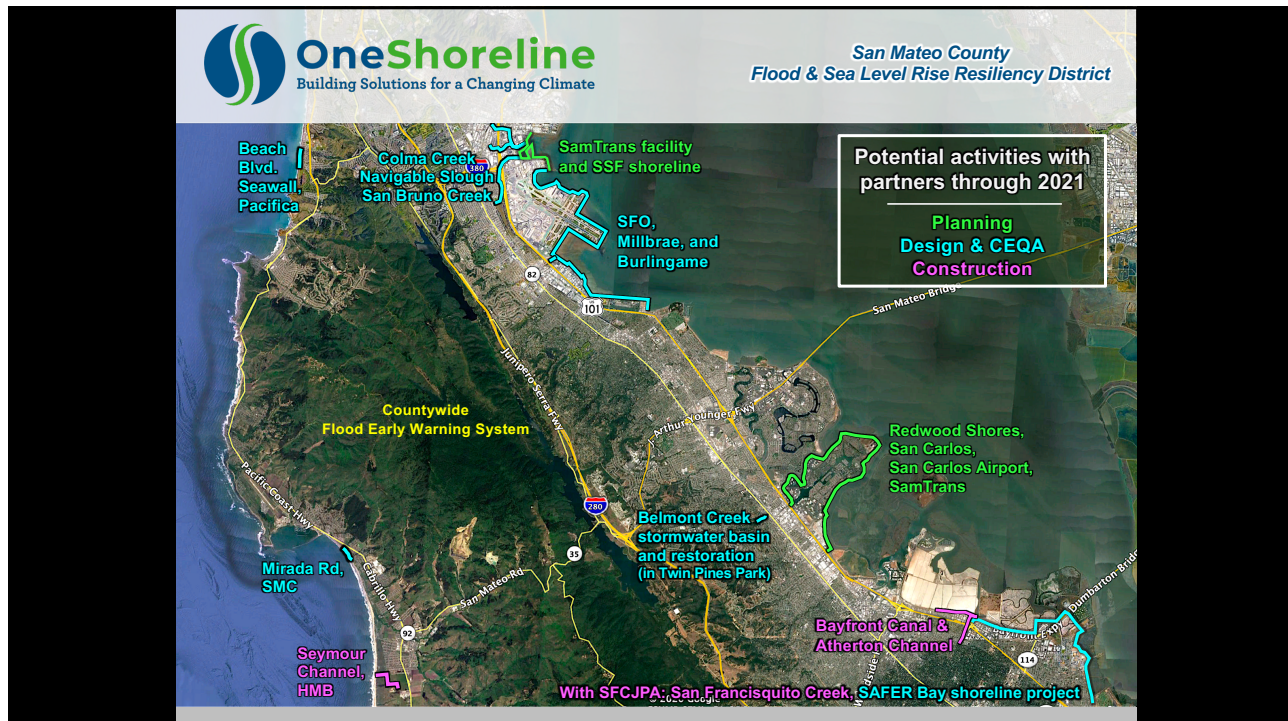 OneShoreline
Building Solutions for a Changing Climate
San Mateo County
Flood & Sea Level Rise Resiliency District
Potential activities with
partners through 2021
Planning
Design & CEQA
Construction
Beach
Blvd.
Seawall,
Pacifica
Colma Creek
Navigable Slough
San Bruno Creek
380
SamTrans facility
and SSF shoreline
SFO,
Millbrae, and
Burlingame
82
101
San Mateo Bridge
Junipero Serra Fwy
Countywide
Flood Early Warning System
Arthur Younger Fwy
Redwood Shores,
San Carlos,
San Carlos Airport,
SamTrans
Pacific Coast Hwy
280
Belmont Creek
stormwater basin
and restoration
(in Twin Pines Park)
35
Mirada Rd,
SMC
Cabrillo Hwy
San Mateo Rd
92
Dumbarton Bridge
Bayfront Expy
Bayfront Canal &
Atherton Channel
114
Seymour
Channel,
HMB
With SFCJPA: San Francisquito Creek, SAFER Bay shoreline project